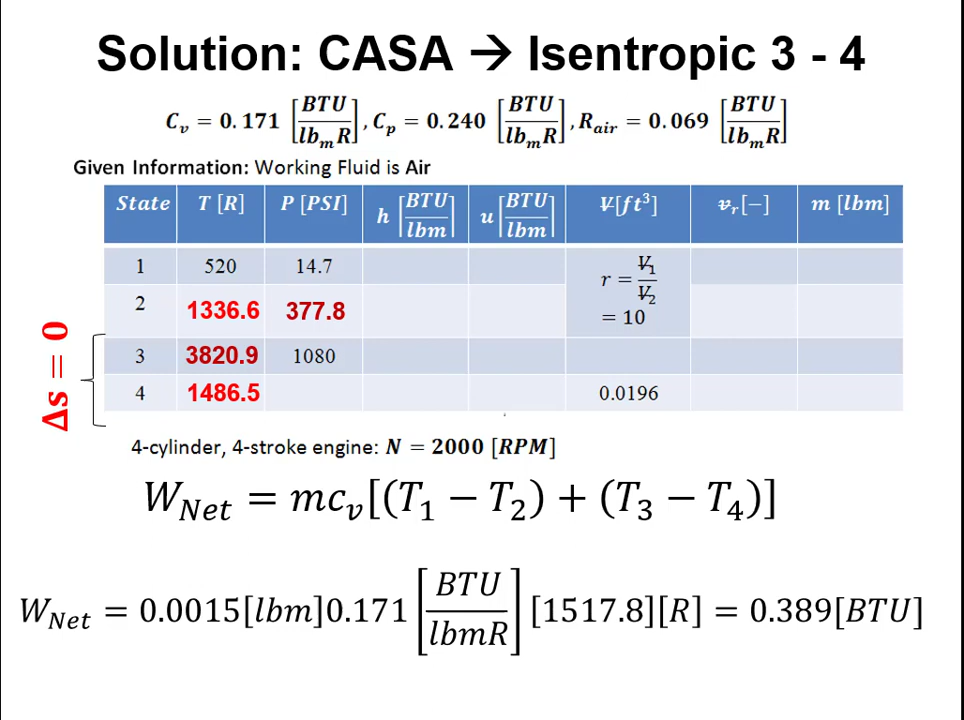 Solution: CASA → Isentropic 3 - 4
C_v = 0.171 [BTU/lb_mR], C_p = 0.240 [BTU/lb_mR], R_air = 0.069 [BTU/lb_mR]
Given Information: Working Fluid is Air
State T [R] P [PSI] h [BTU/lbm] u [BTU/lbm] V̶[ft³] v̶_r[−] m [lbm]
1 520 14.7 r = V̶₁/V̶₂
2 1336.6 377.8 = 10
3 3820.9 1080
4 1486.5 0.0196
Δs = 0
4-cylinder, 4-stroke engine: N = 2000 [RPM]
W_Net = mc_v[(T₁ − T₂) + (T₃ − T₄)]
W_Net = 0.0015[lbm]0.171 [BTU/lbmR] [1517.8][R] = 0.389[BTU]